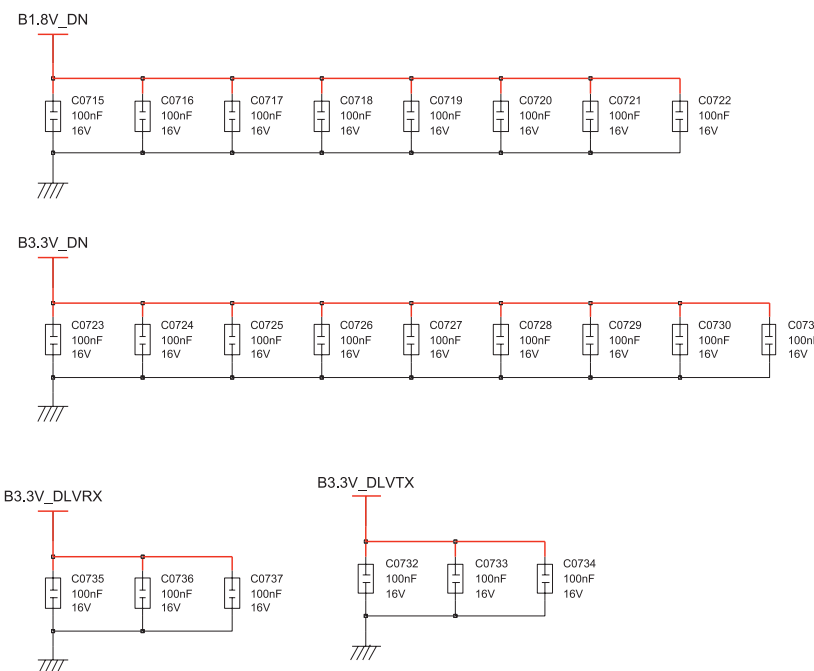 B1.8V_DN
C0715 C0716 C0717 C0718 C0719 C0720 C0721 C0722
100nF 100nF 100nF 100nF 100nF 100nF 100nF 100nF
16V 16V 16V 16V 16V 16V 16V 16V
B3.3V_DN
C0723 C0724 C0725 C0726 C0727 C0728 C0729 C0730
100nF 100nF 100nF 100nF 100nF 100nF 100nF 100nF
16V 16V 16V 16V 16V 16V 16V 16V 16V
B3.3V_DLVRX
C0735 C0736 C0737
100nF 100nF 100nF
16V 16V 16V
B3.3V_DLVTX
C0732 C0733 C0734
100nF 100nF 100nF
16V 16V 16V